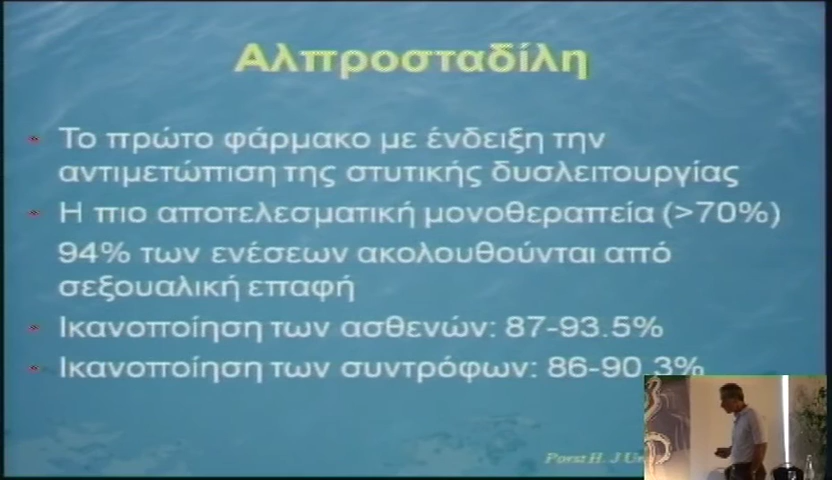 Αλπροσταδίλη
Το πρώτο φάρμακο με ένδειξη την
αντιμετώπιση της στυτικής δυσλειτουργίας
Η πιο αποτελεσματική μονοθεραπεία (>70%)
94% των ενέσεων ακολουθούνται από
σεξουαλική επαφή
Ικανοποίηση των ασθενών: 87-93.5%
Ικανοποίηση των συντρόφων: 86-90.3%
Porst H. J